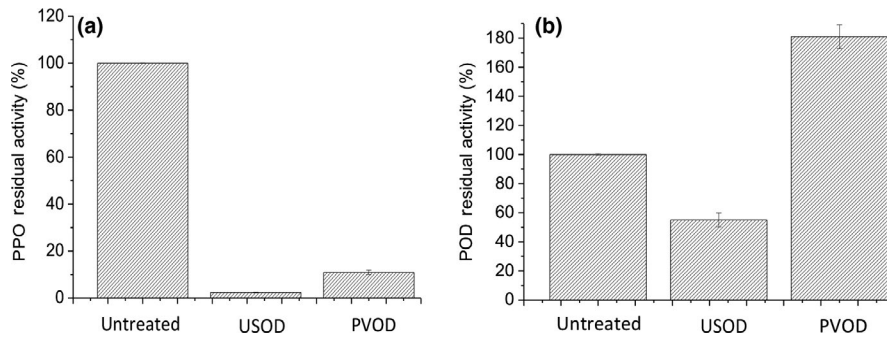 (a)
PPO residual activity (%)
120
100
80
60
40
20
0
Untreated USOD PVOD
(b)
POD residual activity (%)
180
160
140
120
100
80
60
40
20
0
Untreated USOD PVOD